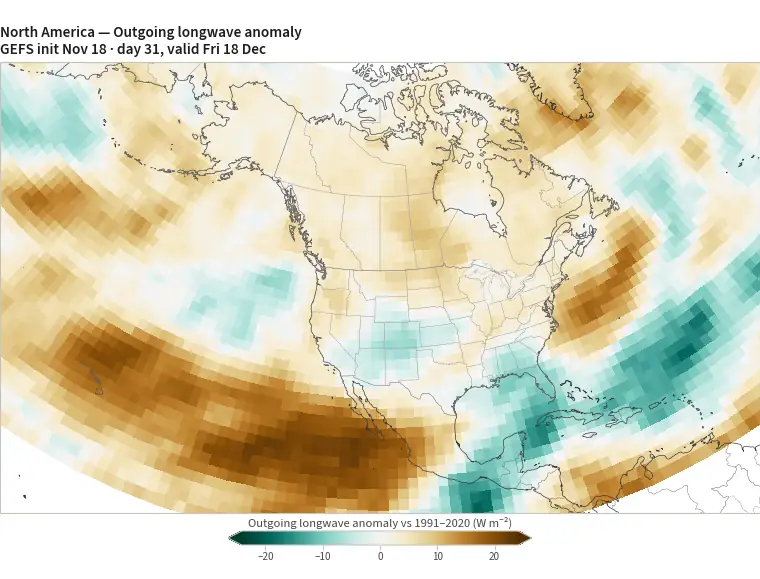 North America — Outgoing longwave anomaly
GEFS init Nov 18 · day 31, valid Fri 18 Dec
Outgoing longwave anomaly vs 1991–2020 (W m⁻²)
−20 −10 0 10 20